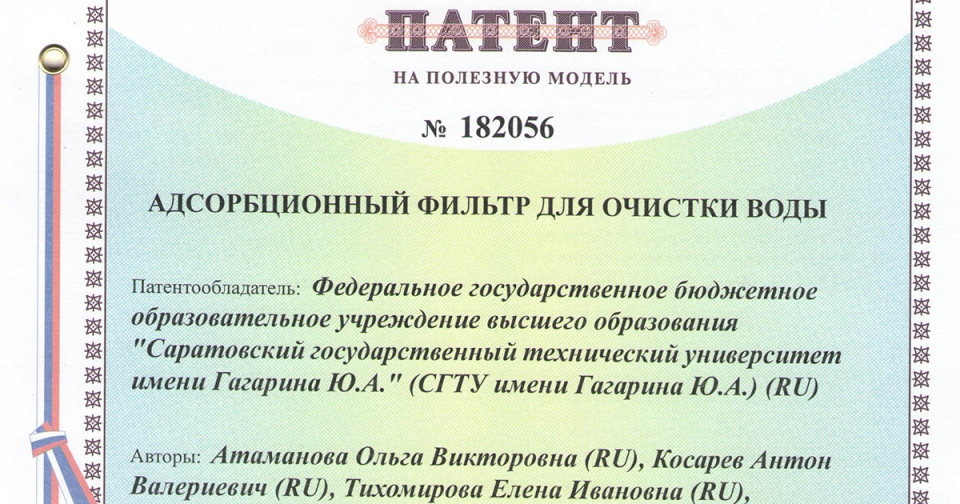 ПАТЕНТ
НА ПОЛЕЗНУЮ МОДЕЛЬ
№ 182056
АДСОРБЦИОННЫЙ ФИЛЬТР ДЛЯ ОЧИСТКИ ВОДЫ
Патентообладатель: Федеральное государственное бюджетное
образовательное учреждение высшего образования
"Саратовский государственный технический университет
имени Гагарина Ю.А." (СГТУ имени Гагарина Ю.А.) (RU)
Авторы: Атаманова Ольга Викторовна (RU), Косарев Антон
Валериевич (RU), Тихомирова Елена Ивановна (RU),